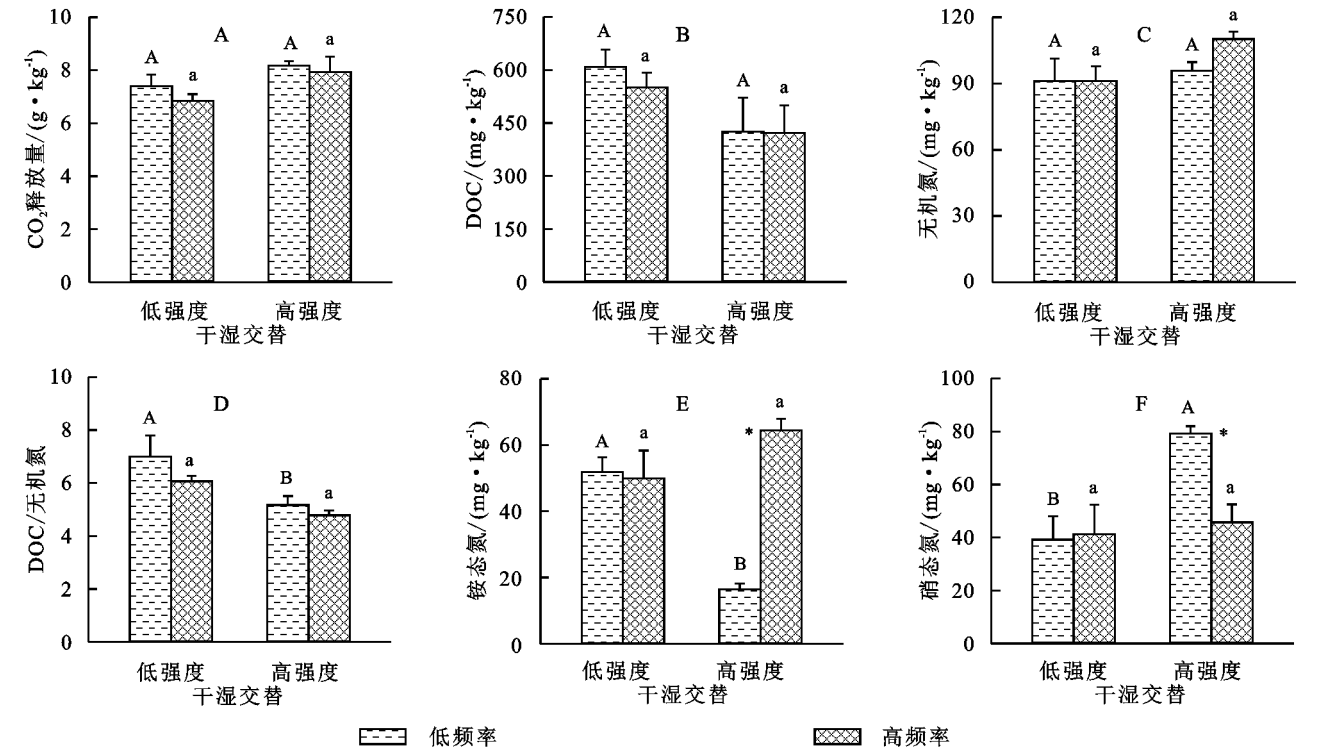 CO₂释放量/(g·kg⁻¹)
10
8
6
4
2
0
A
A
a
A
a
低强度 高强度
干湿交替
DOC/(mg·kg⁻¹)
750
600
450
300
150
0
B
A
a
A
a
低强度 高强度
干湿交替
无机氮/(mg·kg⁻¹)
120
90
60
30
0
C
A
a
A
a
低强度 高强度
干湿交替
DOC/无机氮
10
8
6
4
2
0
D
A
a
B
a
低强度 高强度
干湿交替
铵态氮/(mg·kg⁻¹)
80
60
40
20
0
E
A
a
B
*
a
低强度 高强度
干湿交替
硝态氮/(mg·kg⁻¹)
100
80
60
40
20
0
F
B
a
A
*
a
低强度 高强度
干湿交替
低频率 高频率